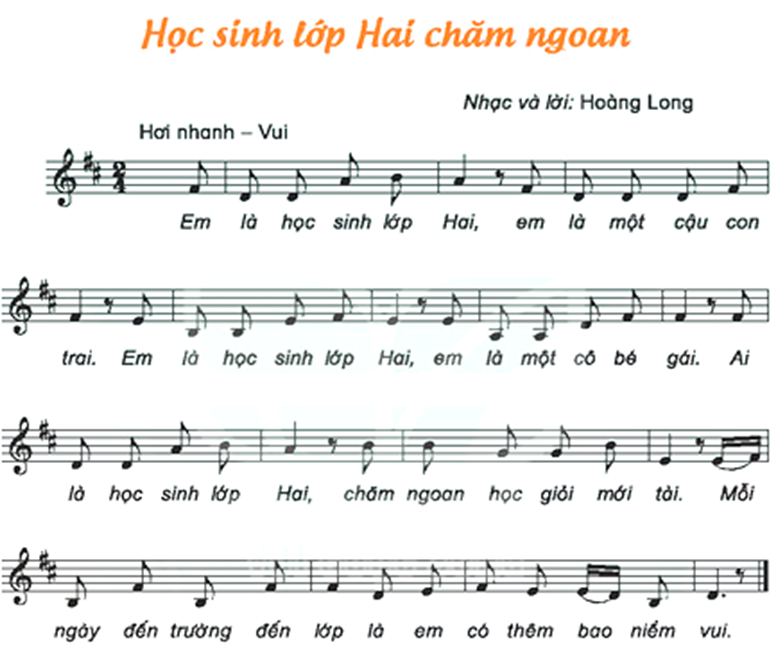 Học sinh lớp Hai chăm ngoan
Nhạc và lời: Hoàng Long
Hơi nhanh – Vui
2
4
Em là học sinh lớp Hai, em là một cậu con
trai. Em là học sinh lớp Hai, em là một cô bé gái. Ai
là học sinh lớp Hai, chăm ngoan học giỏi mới tài. Mỗi
ngày đến trường đến lớp là em có thêm bao niềm vui.